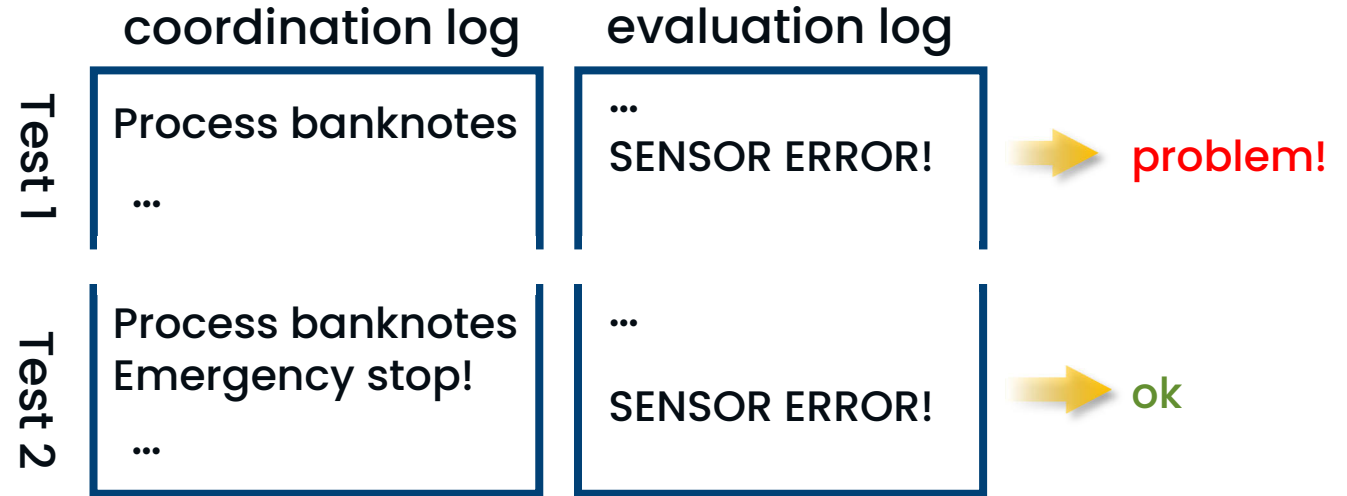 coordination log
evaluation log
Test 1
Process banknotes
...
...
SENSOR ERROR!
problem!
Test 2
Process banknotes
Emergency stop!
...
...
SENSOR ERROR!
ok